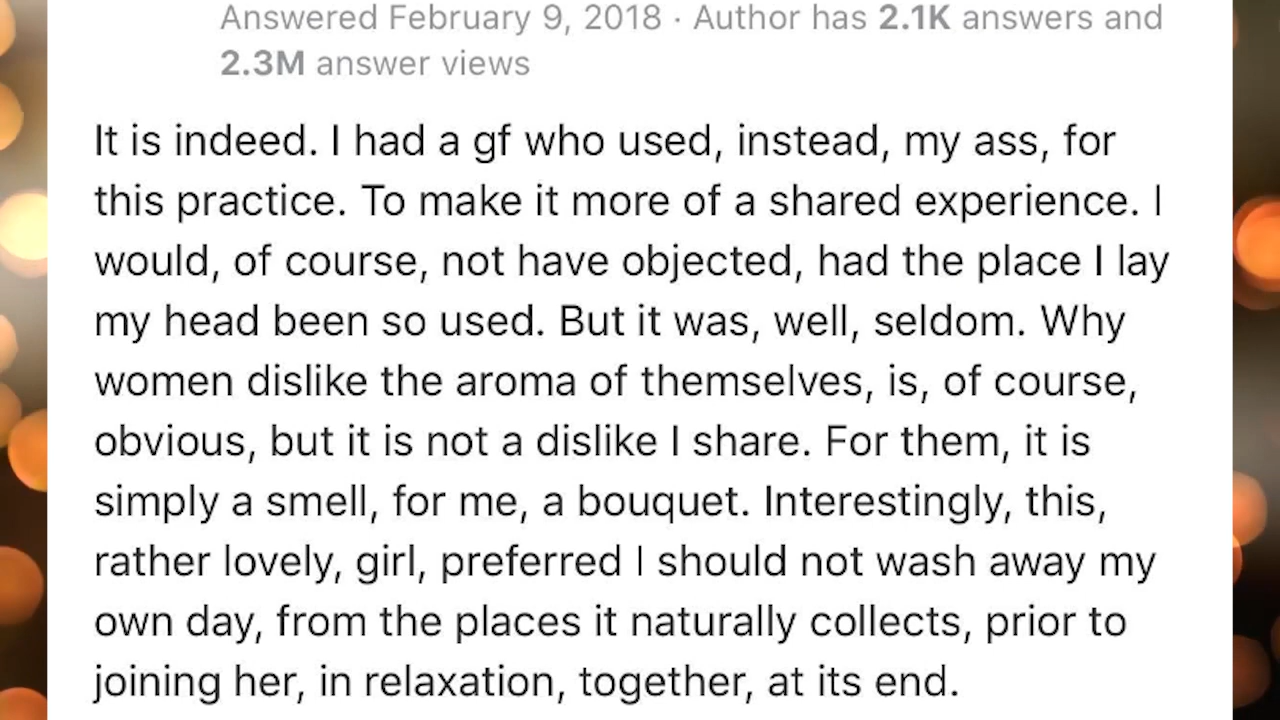 Answered February 9, 2018 · Author has 2.1K answers and
2.3M answer views
It is indeed. I had a gf who used, instead, my ass, for
this practice. To make it more of a shared experience. I
would, of course, not have objected, had the place I lay
my head been so used. But it was, well, seldom. Why
women dislike the aroma of themselves, is, of course,
obvious, but it is not a dislike I share. For them, it is
simply a smell, for me, a bouquet. Interestingly, this,
rather lovely, girl, preferred I should not wash away my
own day, from the places it naturally collects, prior to
joining her, in relaxation, together, at its end.